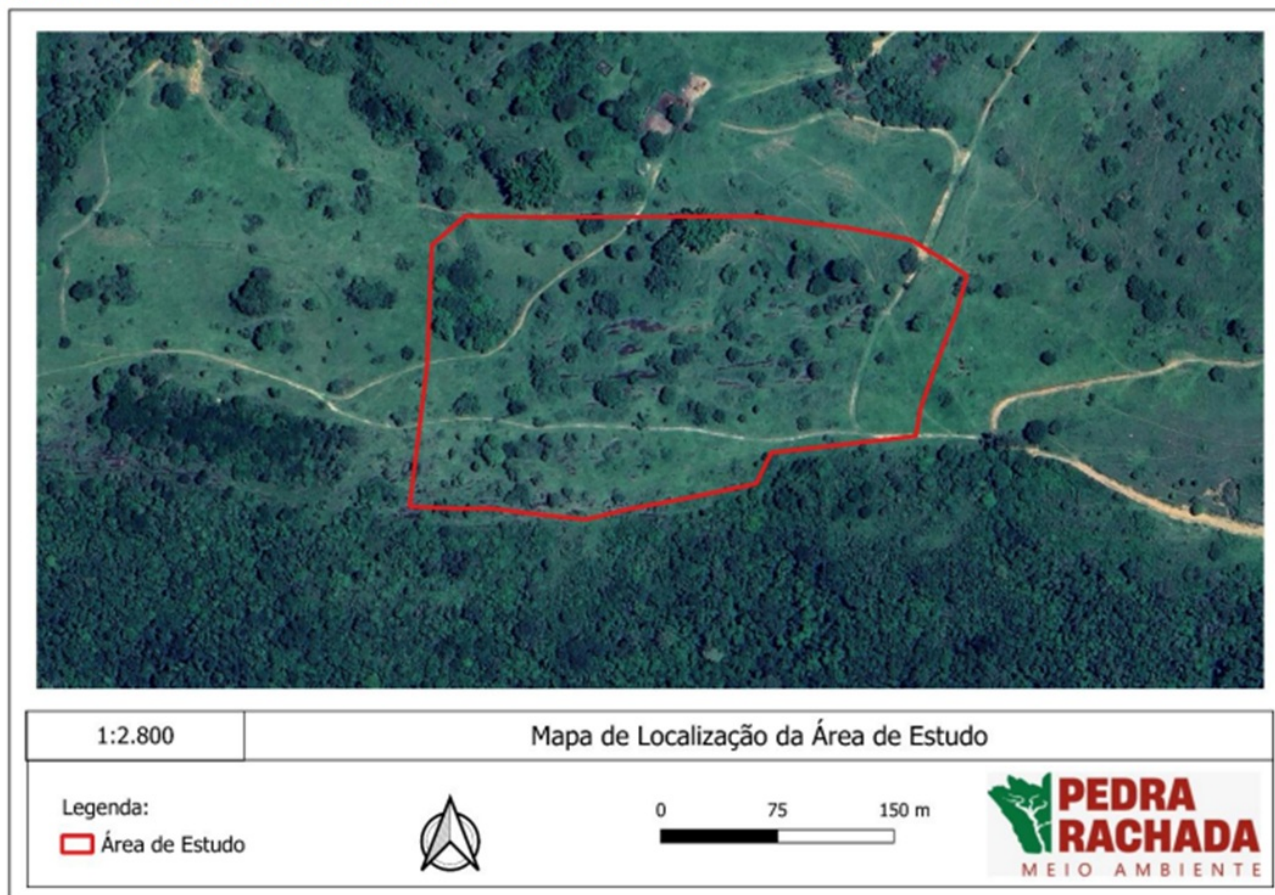 1:2.800
Mapa de Localização da Área de Estudo
Legenda:
Área de Estudo
0 75 150 m
PEDRA
RACHADA
MEIO AMBIENTE